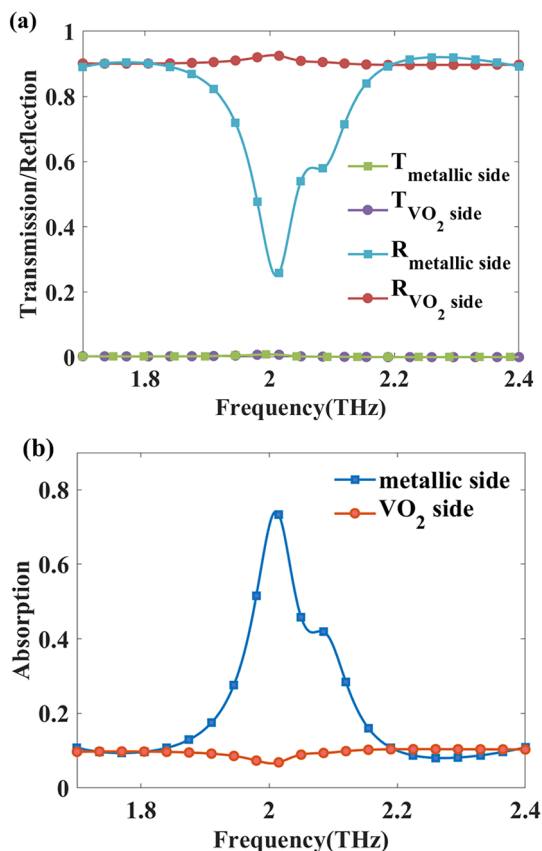 (a)
1
0.8
0.6
0.4
0.2
0
Transmission/Reflection
T metallic side
T VO2 side
R metallic side
R VO2 side
1.8 2 2.2 2.4
Frequency(THz)
(b)
0.8
0.6
0.4
0.2
0
Absorption
metallic side
VO2 side
1.8 2 2.2 2.4
Frequency(THz)